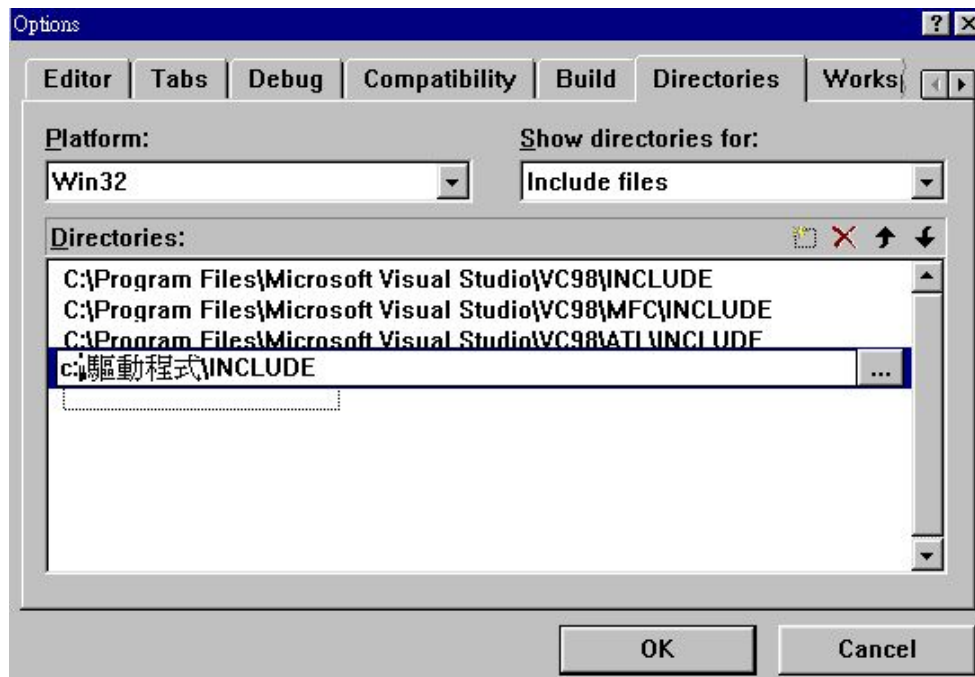 Options
Editor Tabs Debug Compatibility Build Directories Works
Platform: Show directories for:
Win32 Include files
Directories:
C:\Program Files\Microsoft Visual Studio\VC98\INCLUDE
C:\Program Files\Microsoft Visual Studio\VC98\MFC\INCLUDE
C:\Program Files\Microsoft Visual Studio\VC98\ATL\INCLUDE
c:\驅動程式\INCLUDE ...
OK Cancel